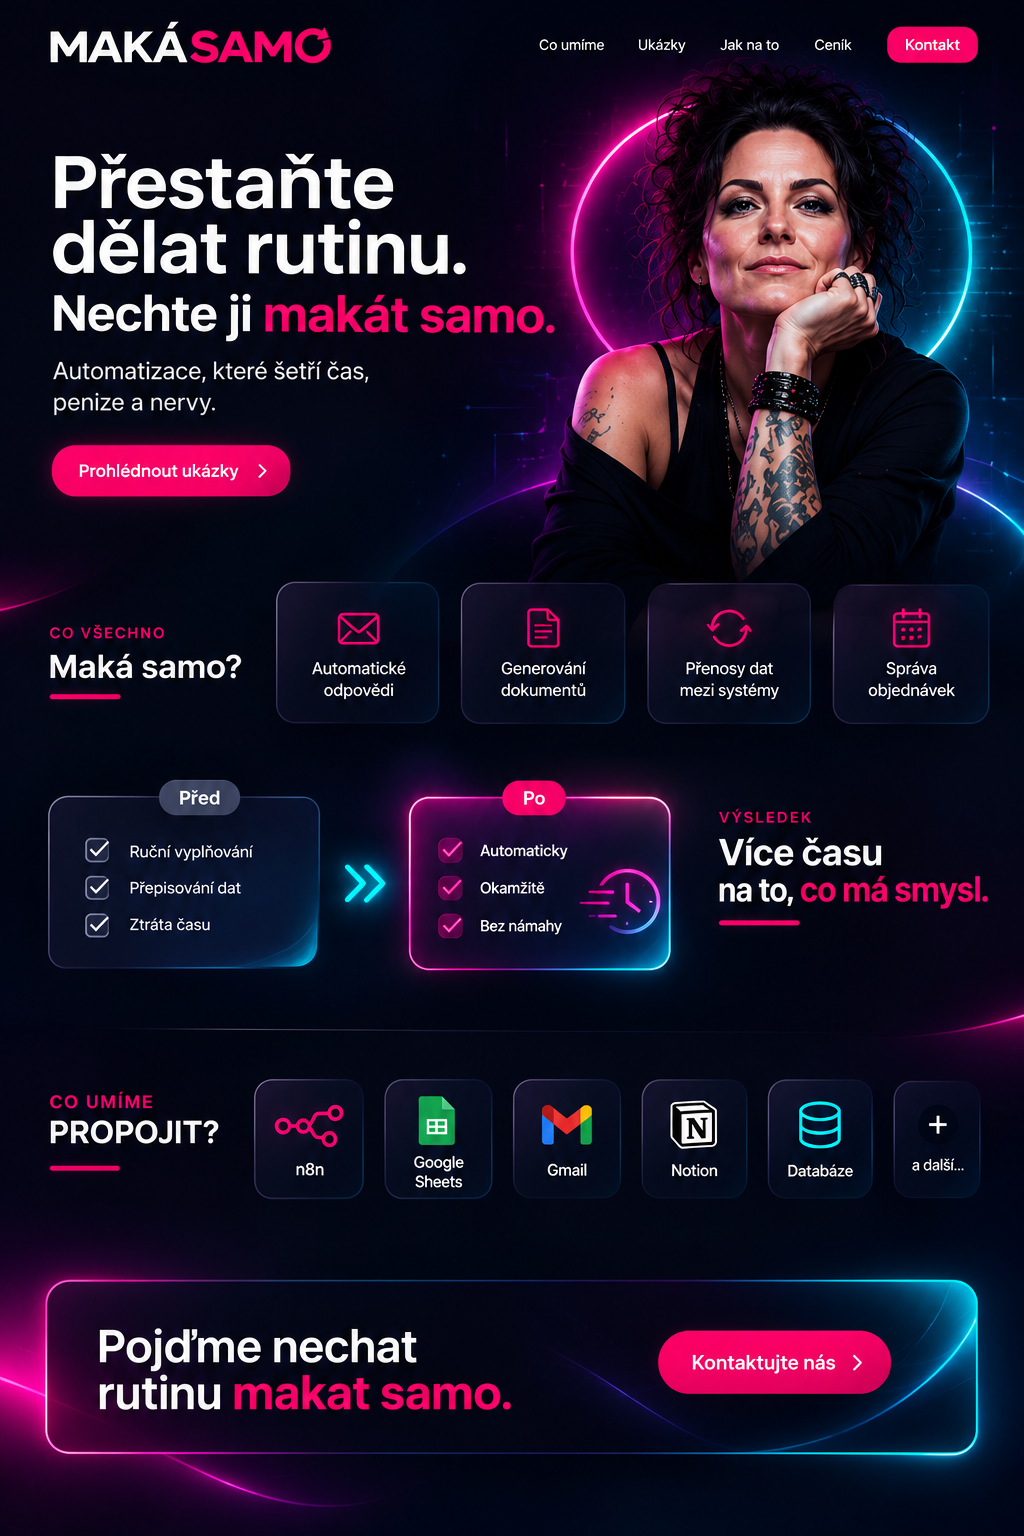 MAKÁSAMO
Co umíme
Ukázky
Jak na to
Ceník
Kontakt
Přestaňte
dělat rutinu.
Nechte ji makát samo.
Automatizace, které šetří čas,
penize a nervy.
Prohlédnout ukázky
CO VŠECHNO
Maká samo?
Automatické
odpovědi
Generování
dokumentů
Přenosy dat
mezi systémy
Správa
objednávek
Před
Ruční vyplňování
Přepisování dat
Ztráta času
Po
Automaticky
Okamžitě
Bez námahy
VÝSLEDEK
Více času
na to, co má smysl.
CO UMÍME
PROPOJIT?
n8n
Google
Sheets
Gmail
N
Notion
Databáze
+
a další...
Pojďme nechat
rutinu makat samo.
Kontaktujte nás